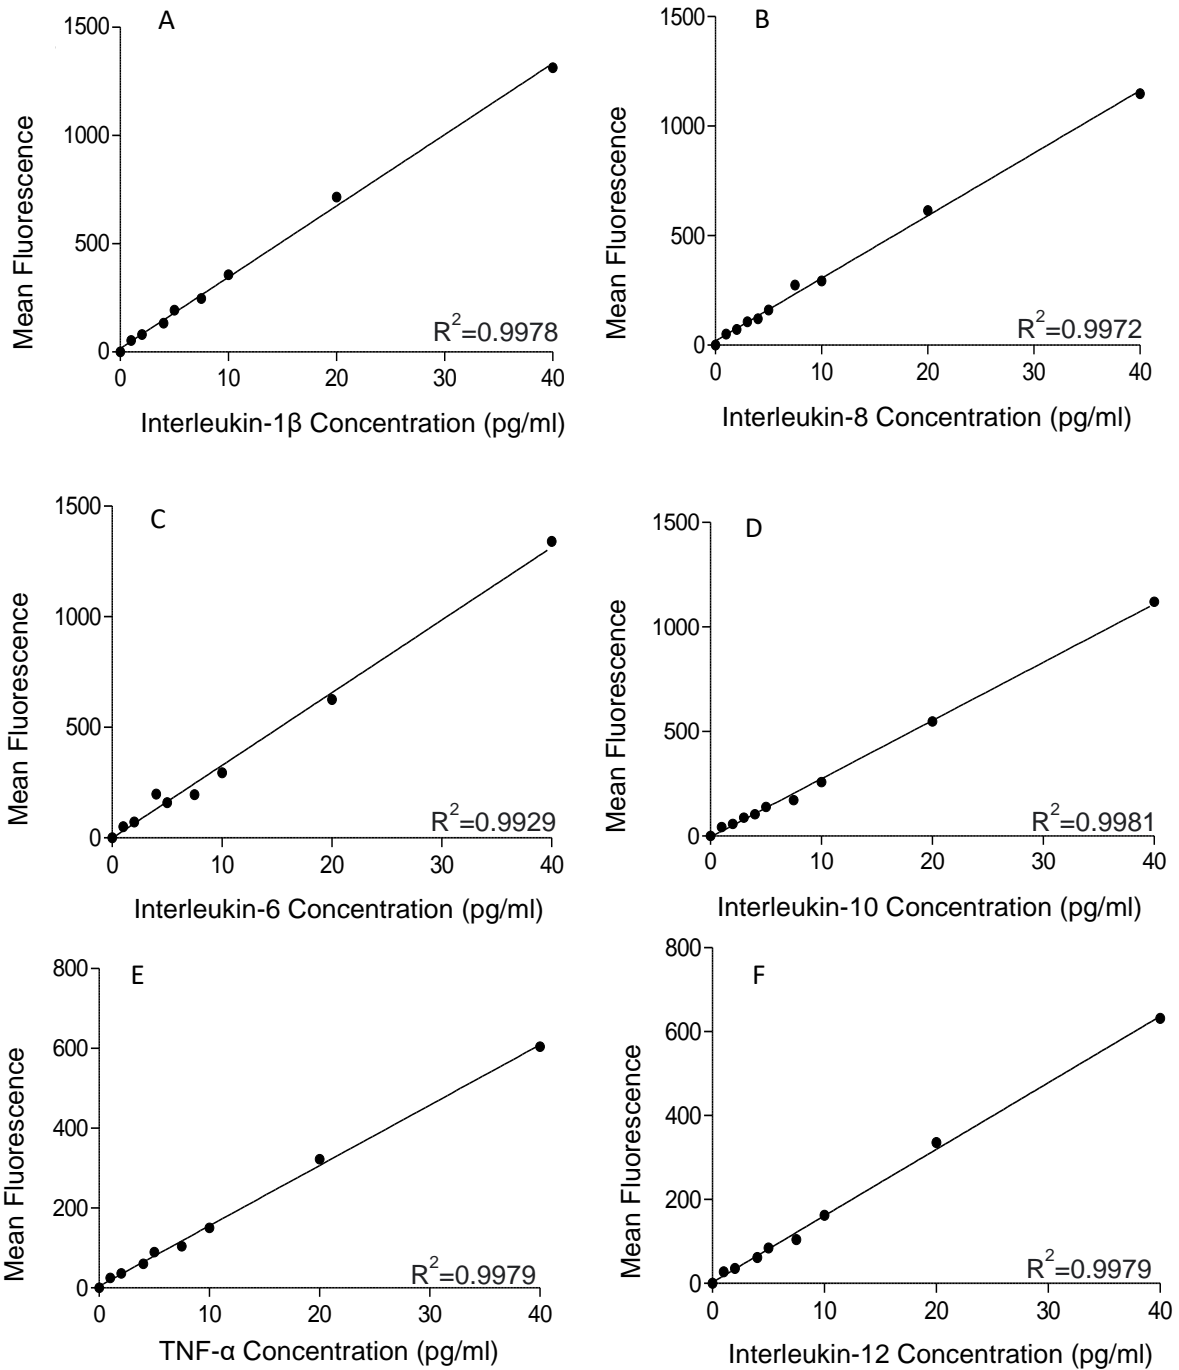 A
1500
1000
500
0
Mean Fluorescence
R²=0.9978
0 10 20 30 40
Interleukin-1β Concentration (pg/ml)
B
1500
1000
500
0
Mean Fluorescence
R²=0.9972
0 10 20 30 40
Interleukin-8 Concentration (pg/ml)
C
1500
1000
500
0
Mean Fluorescence
R²=0.9929
0 10 20 30 40
Interleukin-6 Concentration (pg/ml)
D
1500
1000
500
0
Mean Fluorescence
R²=0.9981
0 10 20 30 40
Interleukin-10 Concentration (pg/ml)
E
800
600
400
200
0
Mean Fluorescence
R²=0.9979
0 10 20 30 40
TNF-α Concentration (pg/ml)
F
800
600
400
200
0
Mean Fluorescence
R²=0.9979
0 10 20 30 40
Interleukin-12 Concentration (pg/ml)